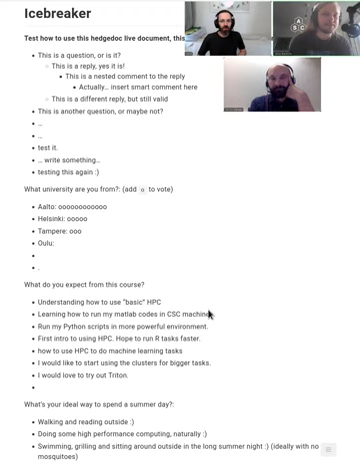 Icebreaker
Test how to use this hedgedoc live document, this
This is a question, or is it?
This is a reply, yes it is!
This is a nested comment to the reply
Actually... insert smart comment here
This is a different reply, but still valid
This is another question, or maybe not?
...
...
test it.
... write something...
testing this again :)
What university are you from?: (add o to vote)
Aalto: oooooooooooo
Helsinki: ooooo
Tampere: ooo
Oulu:
.
What do you expect from this course?
Understanding how to use "basic" HPC
Learning how to run my matlab codes in CSC machine
Run my Python scripts in more powerful environment.
First intro to using HPC. Hope to run R tasks faster.
how to use HPC to do machine learning tasks
I would like to start using the clusters for bigger tasks.
I would love to try out Triton.
What's your ideal way to spend a summer day?:
Walking and reading outside :)
Doing some high performance computing, naturally :)
Swimming, grilling and sitting around outside in the long summer night :) (ideally with no
mosquitoes)